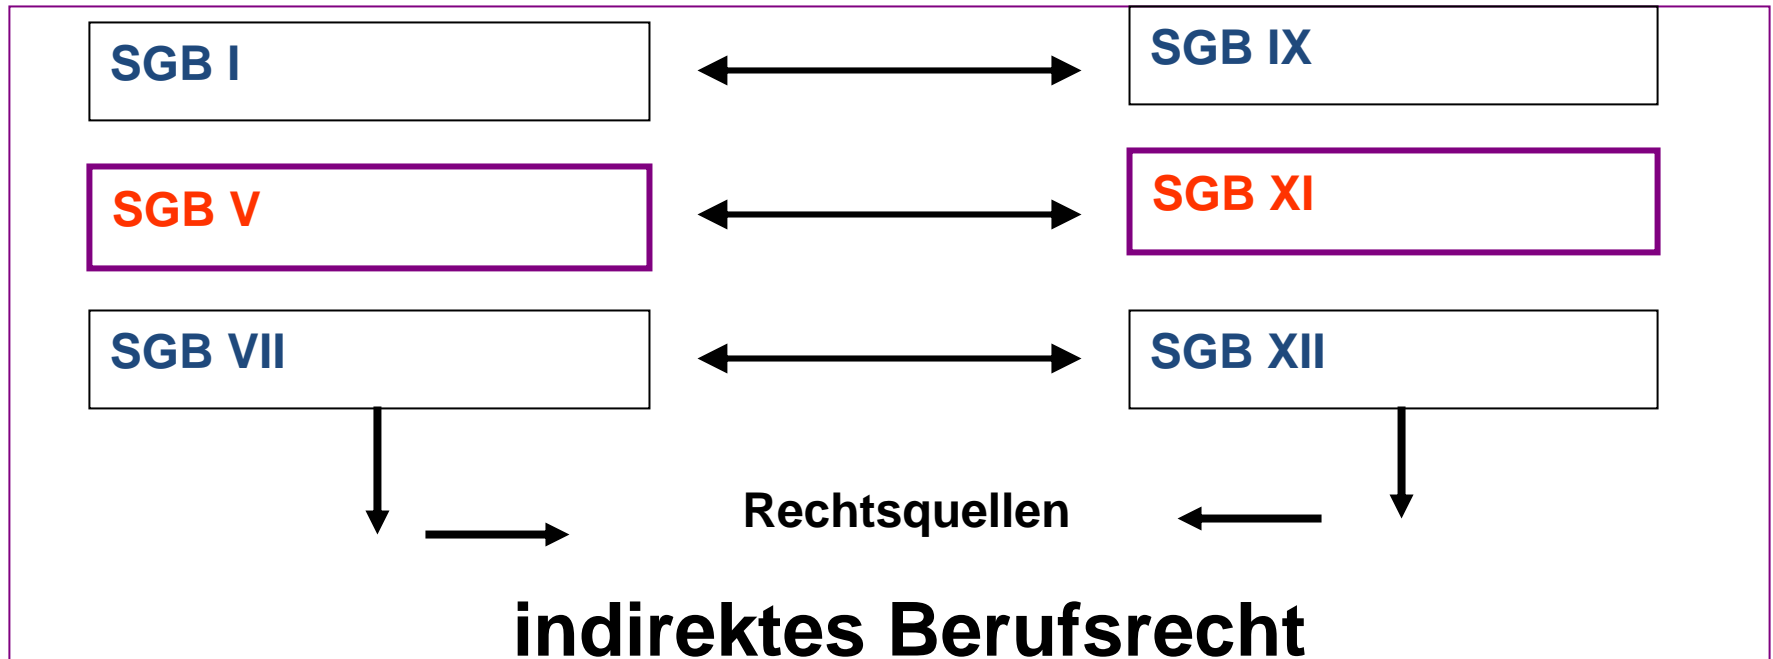 SGB I
SGB IX
SGB V
SGB XI
SGB VII
SGB XII
Rechtsquellen
indirektes Berufsrecht